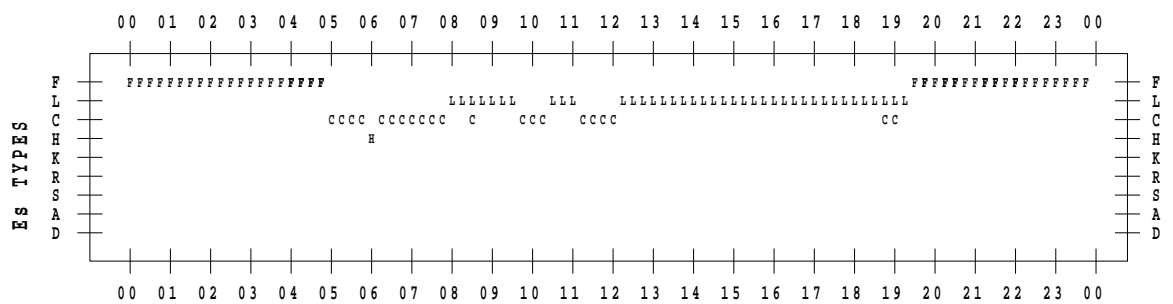 00 01 02 03 04 05 06 07 08 09 10 11 12 13 14 15 16 17 18 19 20 21 22 23 00
F FFFFFFFFFFFFFFFFFFFF FFFFFFFFFFFFFFFFFF F
L LLLLLLL LLL LLLLLLLLLLLLLLLLLLLLLLLLLLLLL L
C CCCC CCCCCCC C CCC CCCC CC C
H H H
K K
R R
S S
A A
D D
Es TYPES
00 01 02 03 04 05 06 07 08 09 10 11 12 13 14 15 16 17 18 19 20 21 22 23 00